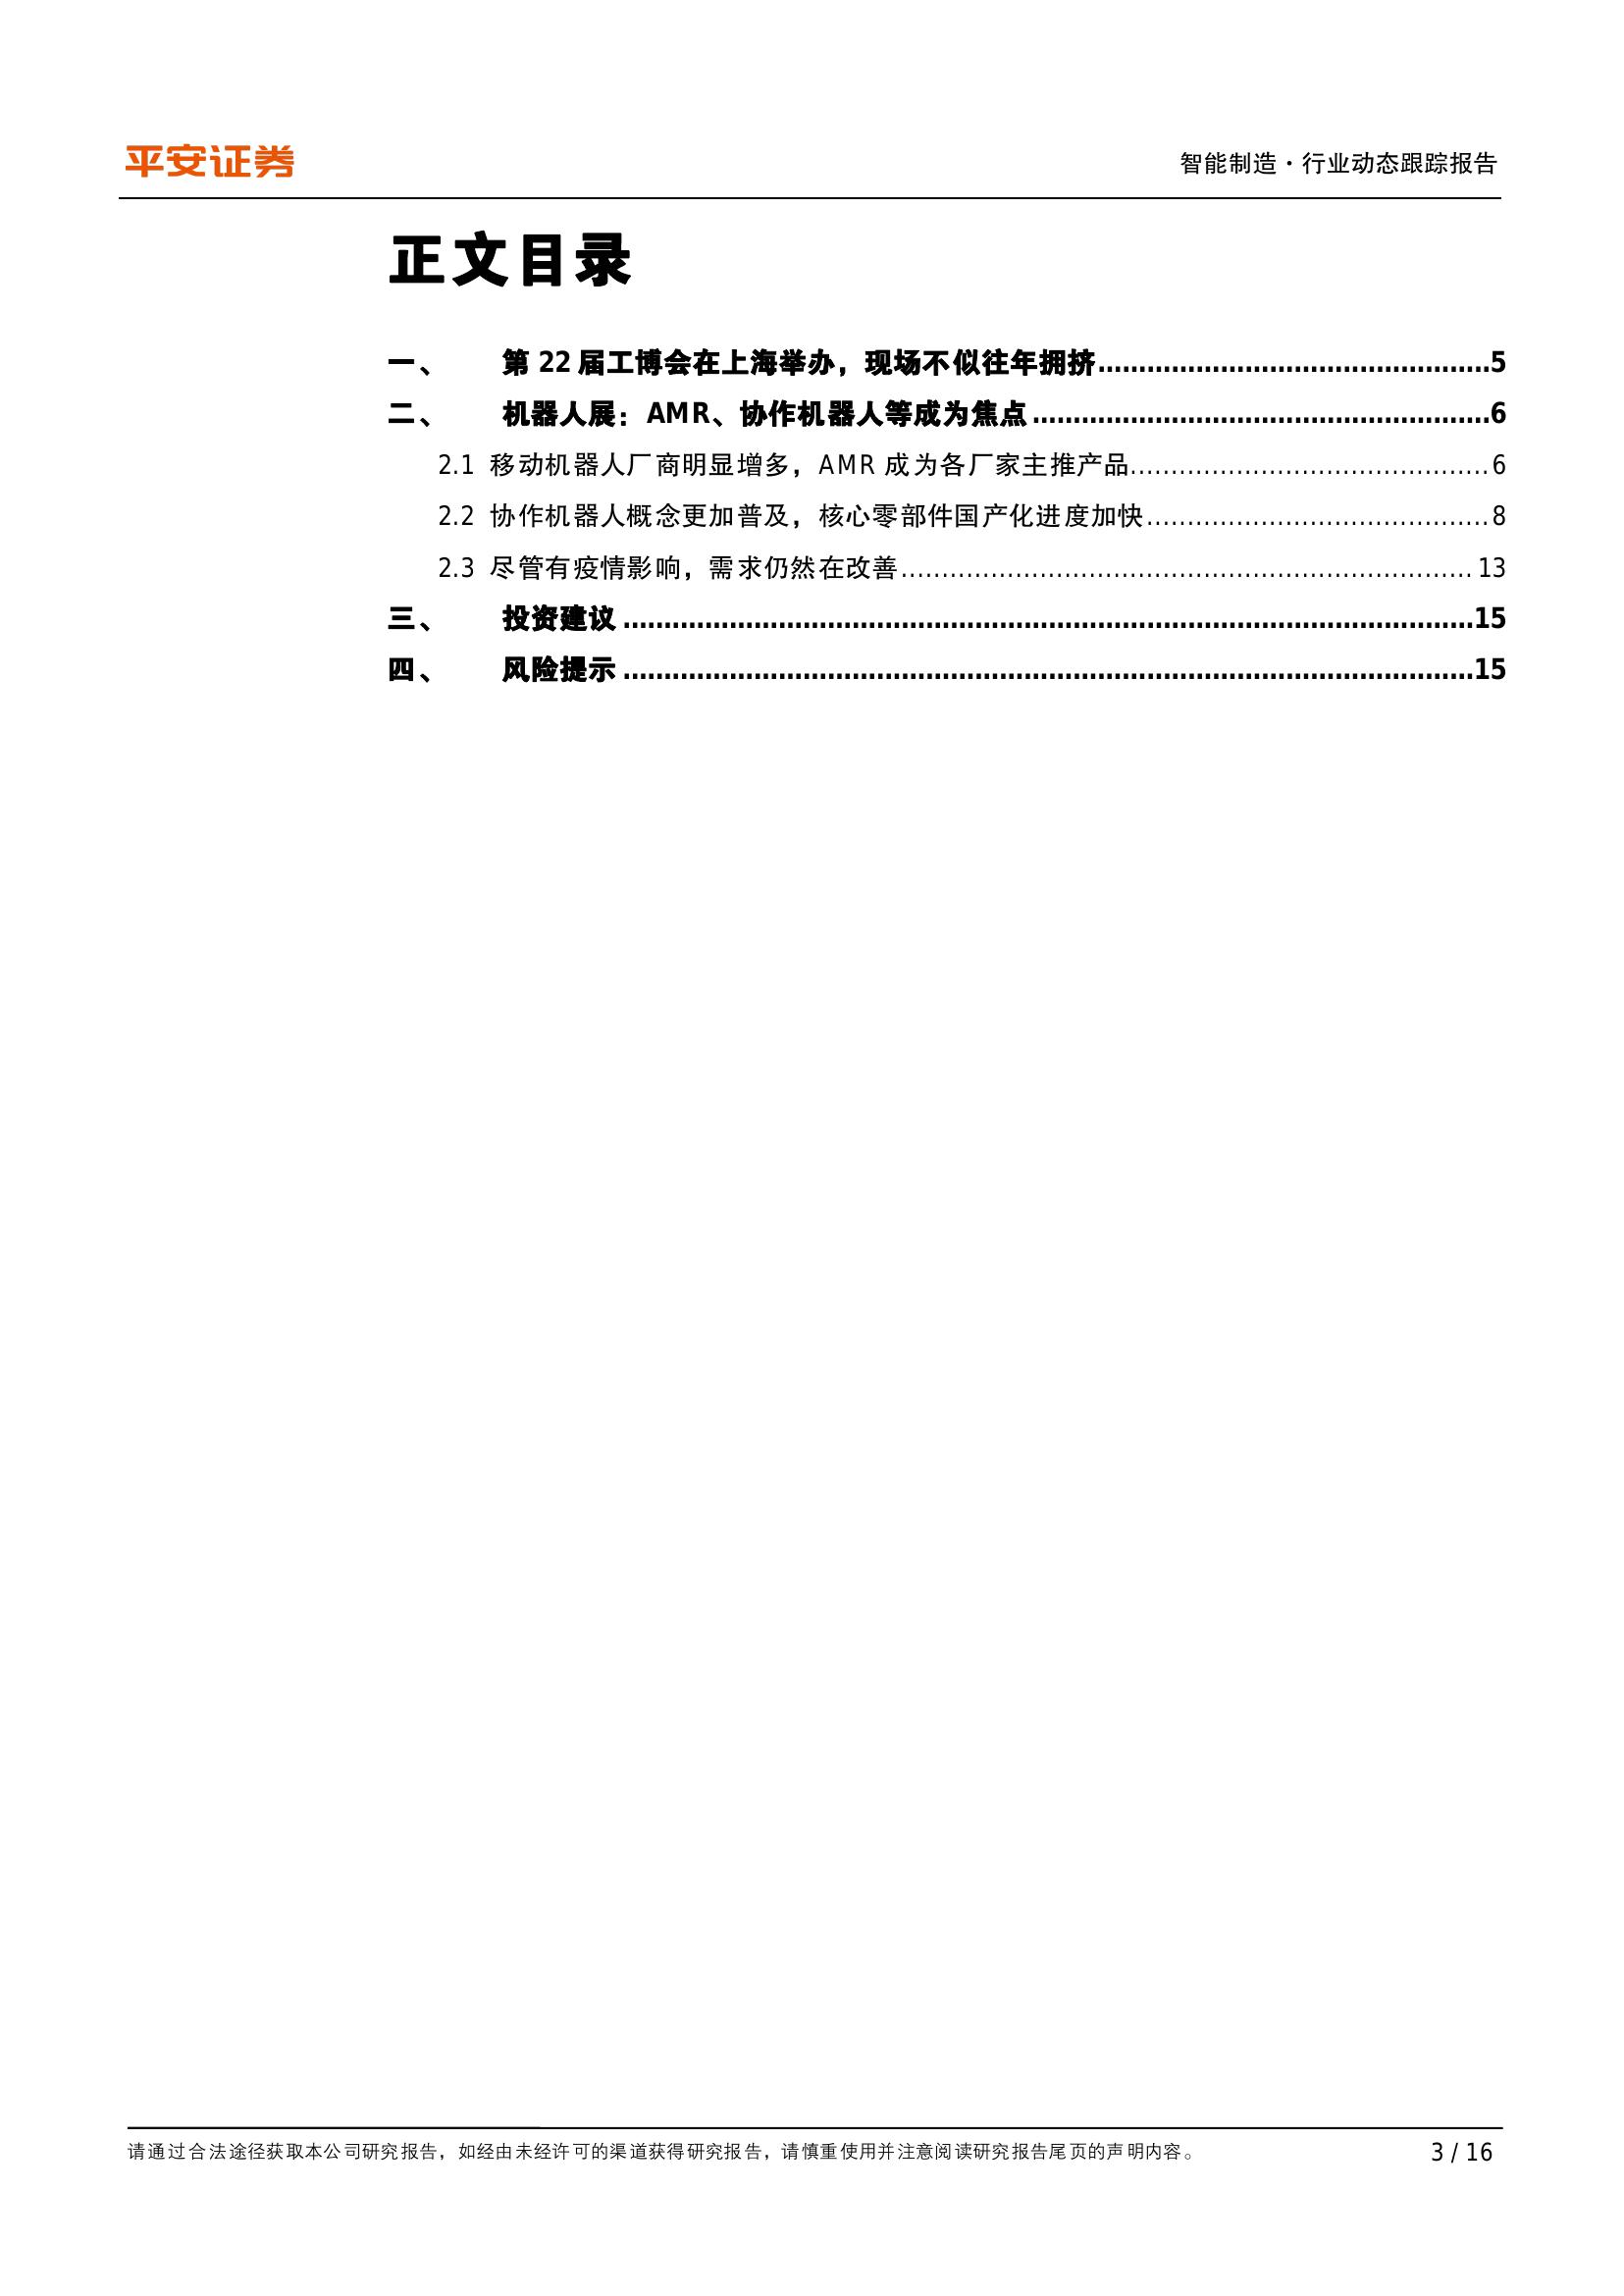 平安证券
智能制造·行业动态跟踪报告
正文目录
一、 第 22 届工博会在上海举办，现场不似往年拥挤................................................5
二、 机器人展：AMR、协作机器人等成为焦点........................................................6
2.1 移动机器人厂商明显增多，AMR 成为各厂家主推产品............................................6
2.2 协作机器人概念更加普及，核心零部件国产化进度加快..........................................8
2.3 尽管有疫情影响，需求仍然在改善......................................................................13
三、 投资建议........................................................................................................15
四、 风险提示........................................................................................................15
请通过合法途径获取本公司研究报告，如经由未经许可的渠道获得研究报告，请慎重使用并注意阅读研究报告尾页的声明内容。
3 / 16